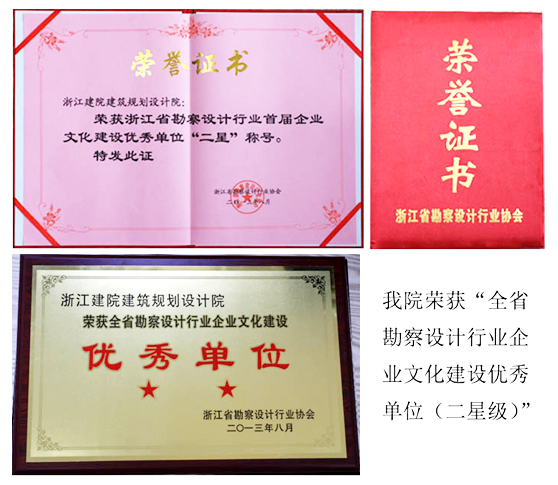 荣誉证书
浙江建院建筑规划设计院:
荣获浙江省勘察设计行业首届企业
文化建设优秀单位“二星”称号。
特发此证
浙江省勘察设计行业协会
二〇一三年八月
荣誉证书
浙江省勘察设计行业协会
浙江建院建筑规划设计院
荣获全省勘察设计行业企业文化建设
优秀单位
浙江省勘察设计行业协会
二〇一三年八月
我院荣获“全省
勘察设计行业企
业文化建设优秀
单位（二星级）”